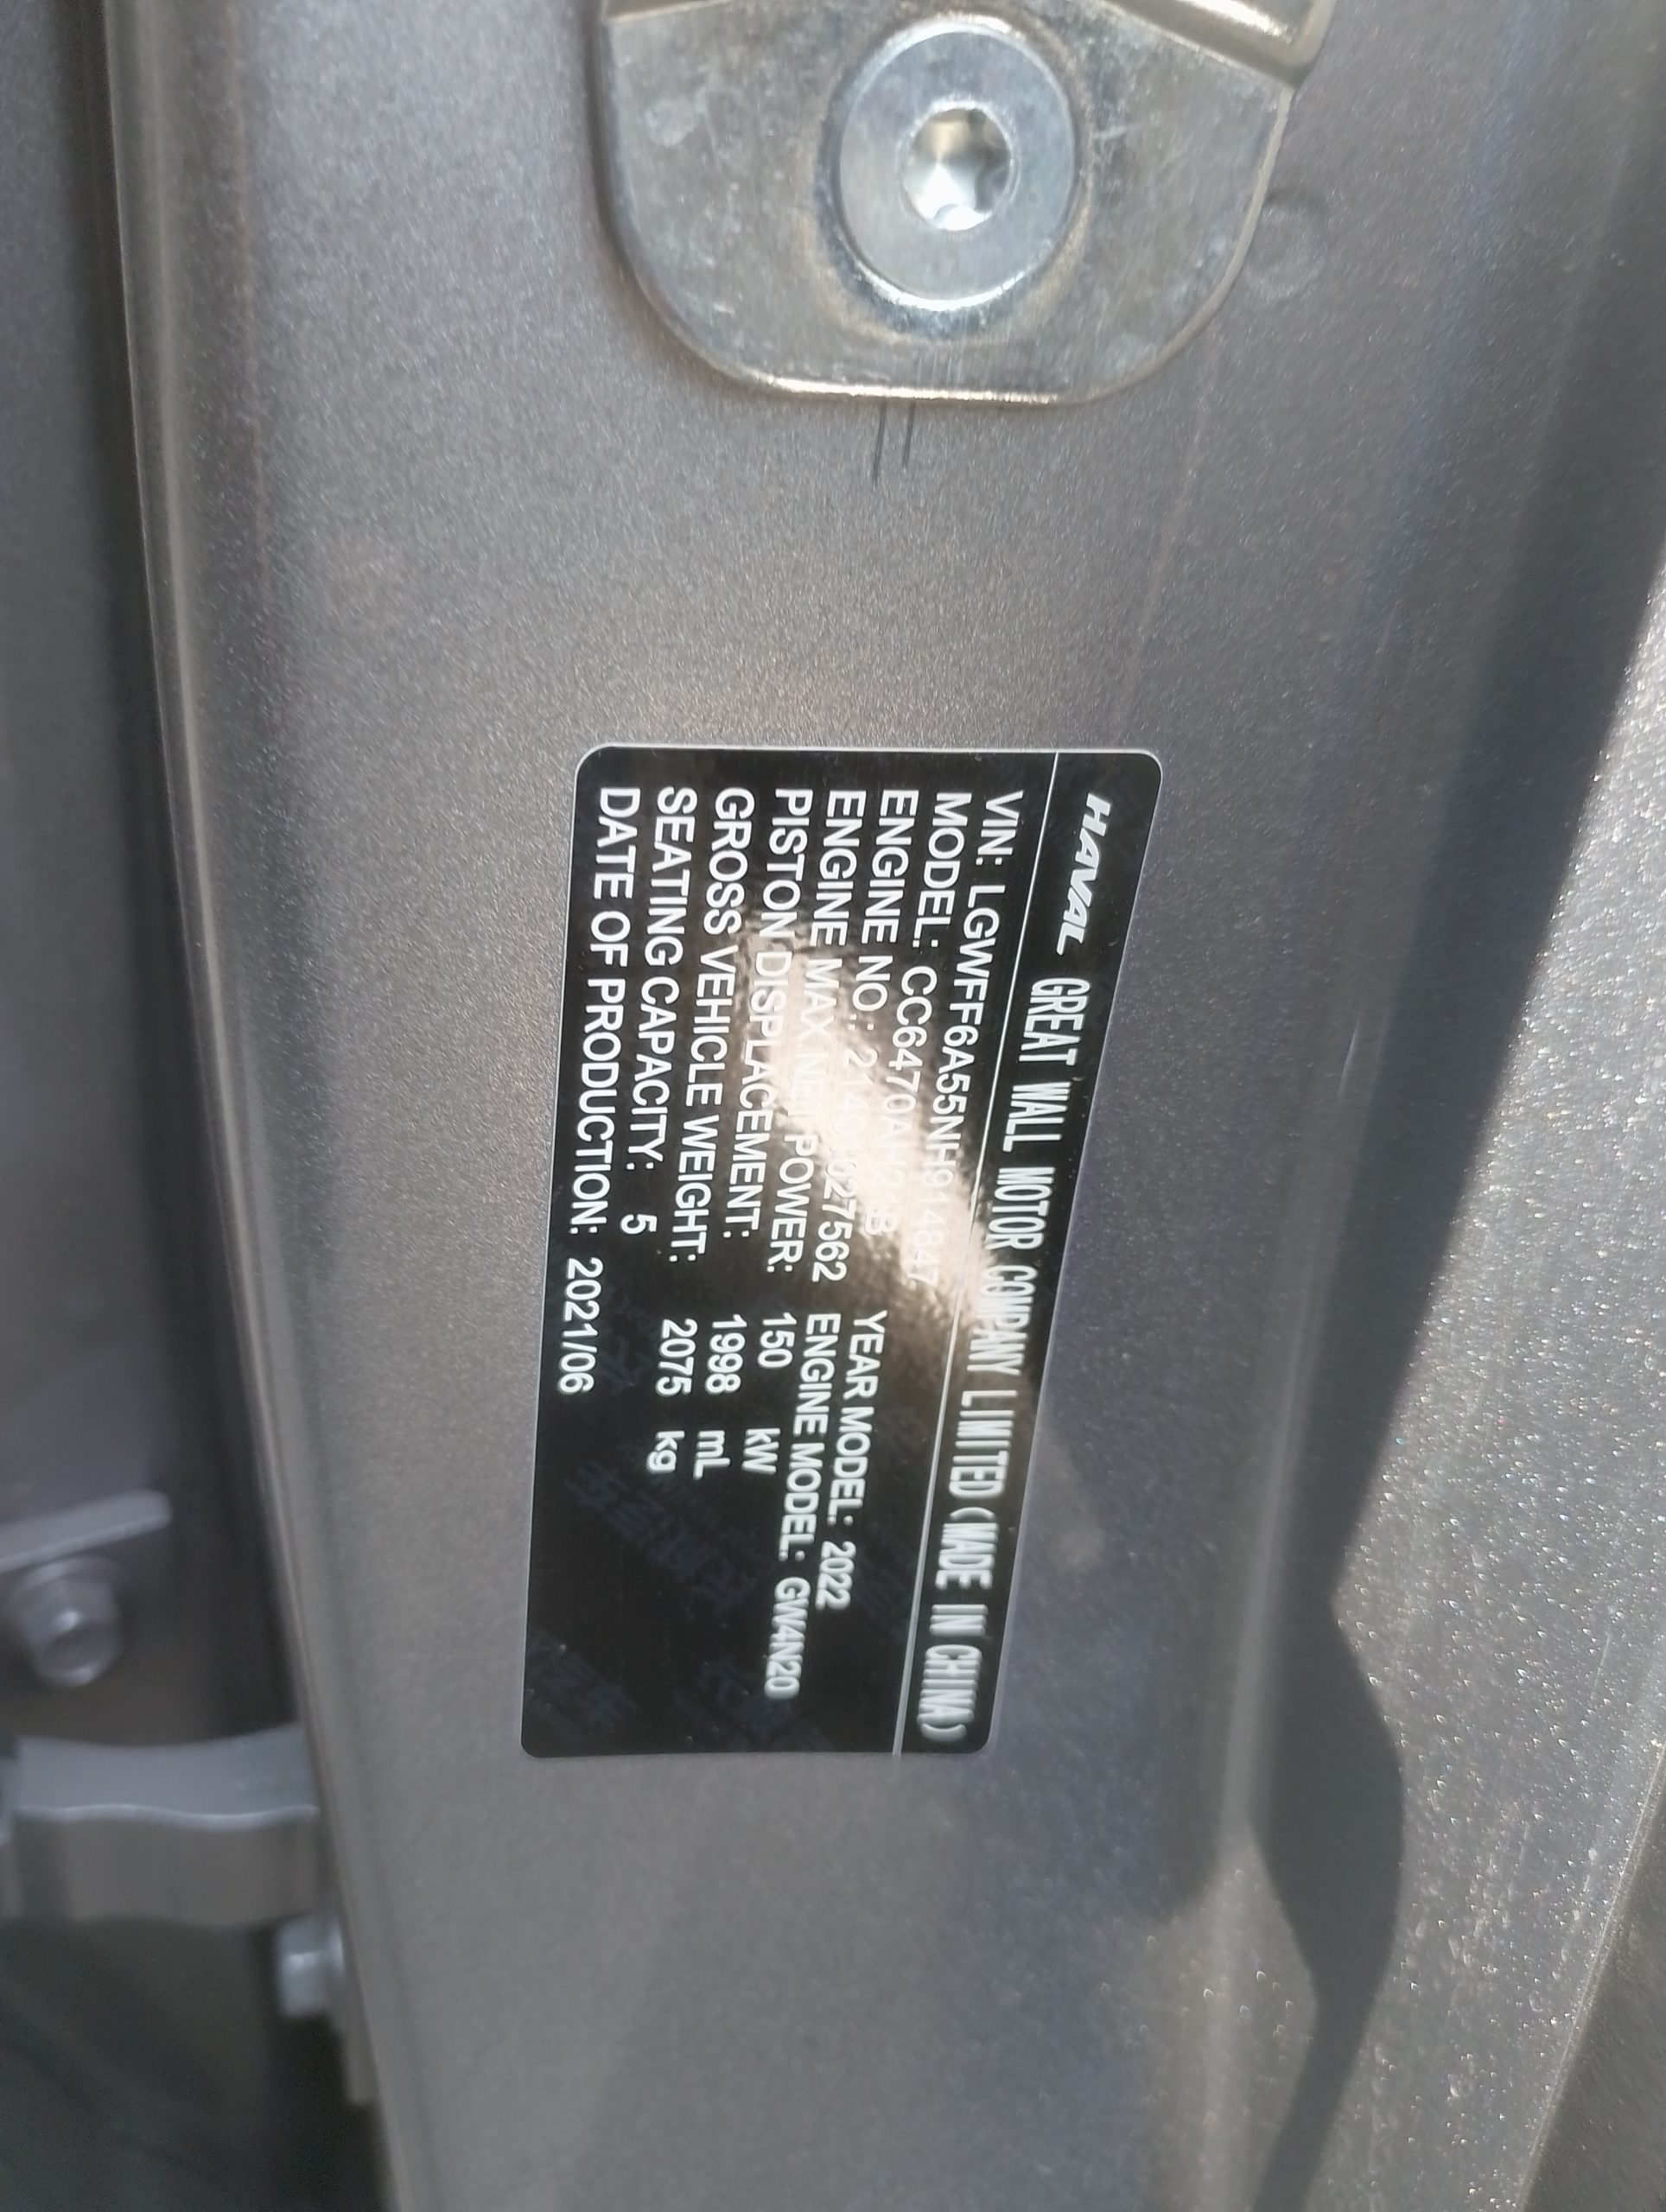 HAVAL GREAT WALL MOTOR COMPANY LIMITED (MADE IN CHINA)
VIN:
MODEL: YEAR MODEL: 2022
ENGINE NO.: ENGINE MODEL: GW4N20
ENGINE MAX NET POWER: 150 kW
PISTON DISPLACEMENT: 1998 mL
GROSS VEHICLE WEIGHT: 2075 kg
SEATING CAPACITY: 5
DATE OF PRODUCTION: 2021/06